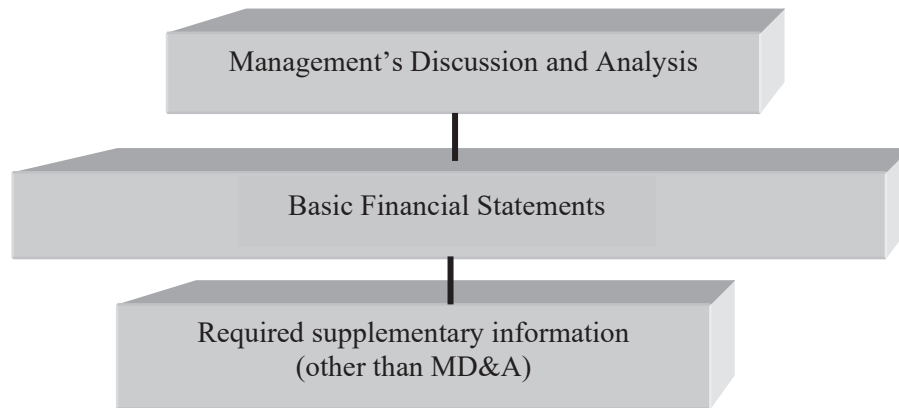 Management’s Discussion and Analysis
Basic Financial Statements
Required supplementary information
(other than MD&A)